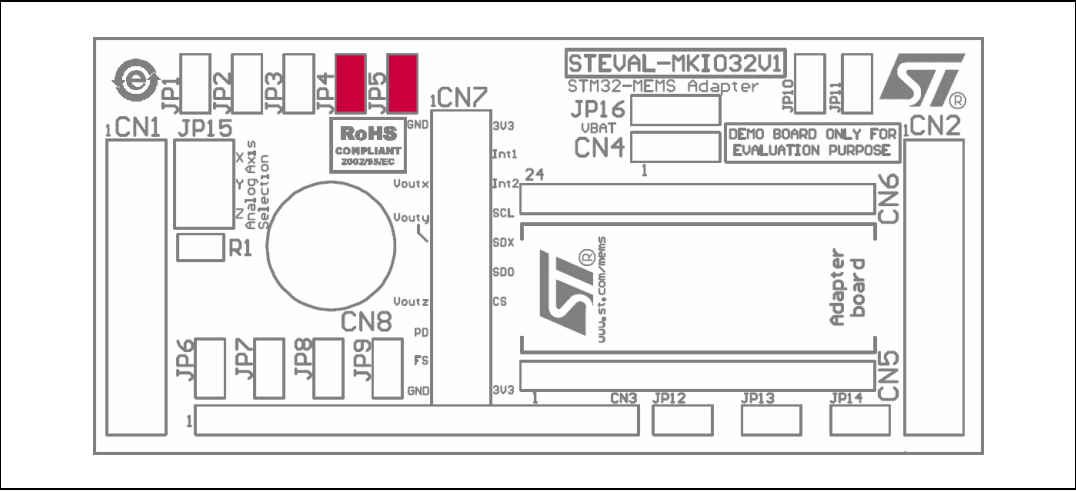 JP1
JP2
JP3
JP4
JP5
1CN7
STEVAL-MKI032V1
STM32-MEMS Adapter
JP10
JP11
ST®
1CN1
JP15
X
Y
Z
Analog Axis
Selection
R1
RoHS
COMPLIANT
2002/95/EC
GND
Voutx
Vouty
Voutz
PD
FS
GND
3V3
Int1
Int2
SCL
SDX
SDO
CS
3V3
JP16
VBAT
CN4
1
DEMO BOARD ONLY FOR
EVALUATION PURPOSE
1CN2
24
CN6
ST®
www.st.com/mems
Adapter
board
CN5
1
CN8
JP6
JP7
JP8
JP9
1
CN3
JP12
JP13
JP14